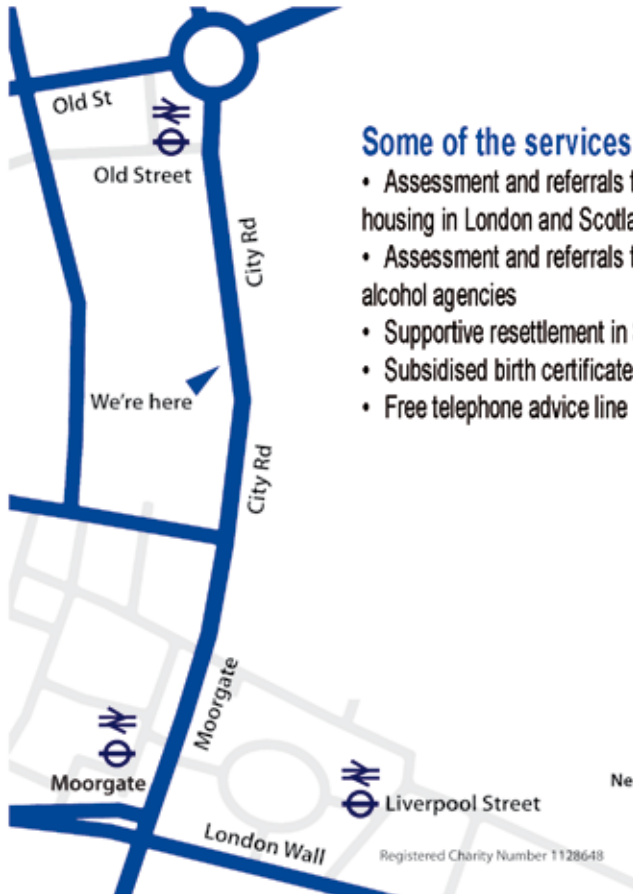 Old St
Old Street
City Rd
We're here
City Rd
Moorgate
Moorgate
Liverpool Street
London Wall
Some of the services
• Assessment and referrals
housing in London and
• Assessment and referrals
alcohol agencies
• Supportive resettlement in
• Subsidised birth certificate
• Free telephone advice line
Registered Charity Number 1128648